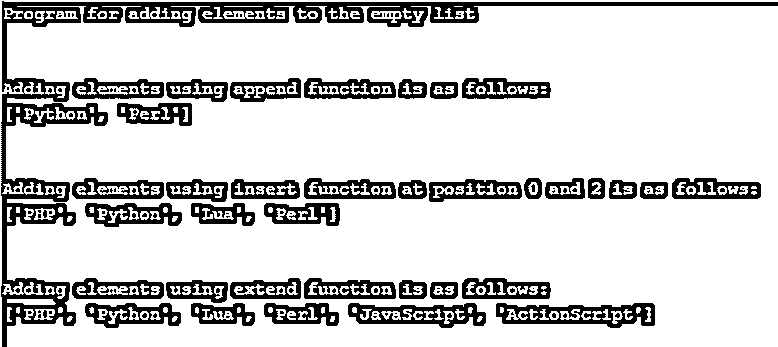 Program for adding elements to the empty list
Adding elements using append function is as follows:
['Python', 'Perl']
Adding elements using insert function at position 0 and 2 is as follows:
['PHP', 'Python', 'Lua', 'Perl']
Adding elements using extend function is as follows:
['PHP', 'Python', 'Lua', 'Perl', 'JavaScript', 'ActionScript']